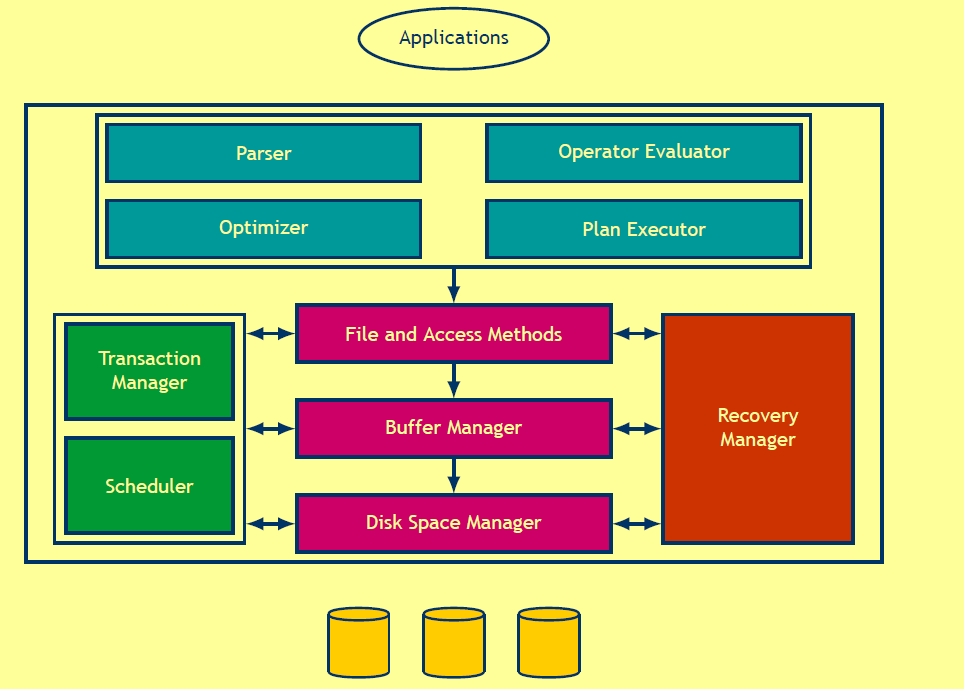 Applications
Parser
Operator Evaluator
Optimizer
Plan Executor
File and Access Methods
Transaction
Manager
Buffer Manager
Recovery
Manager
Scheduler
Disk Space Manager